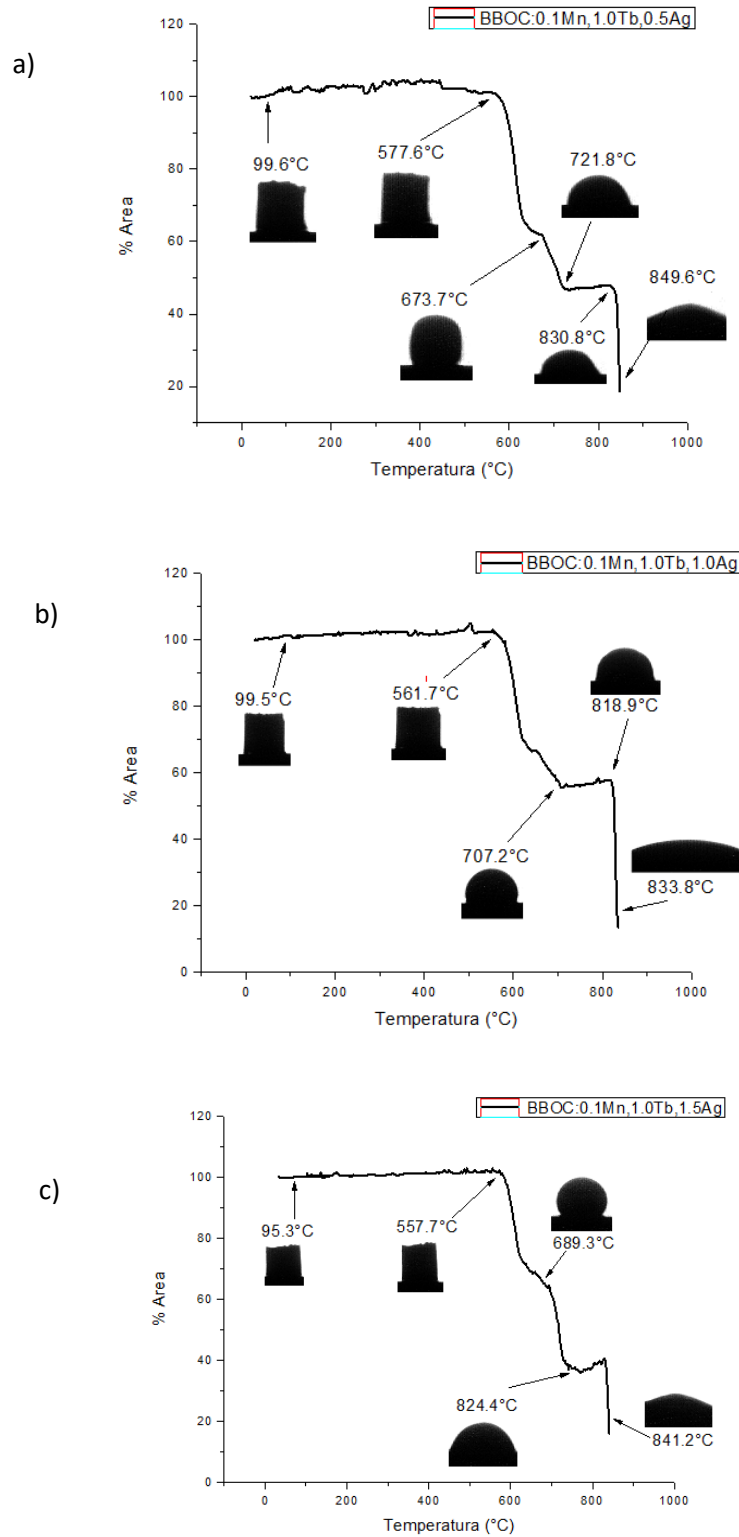 a)
BBOC:0.1Mn,1.0Tb,0.5Ag
120
100
80
60
40
20
% Area
99.6°C
577.6°C
721.8°C
673.7°C
830.8°C
849.6°C
0
200
400
600
800
1000
Temperatura (°C)
b)
BBOC:0.1Mn,1.0Tb,1.0Ag
120
100
80
60
40
20
0
% Area
99.5°C
561.7°C
818.9°C
707.2°C
833.8°C
0
200
400
600
800
1000
Temperatura (°C)
c)
BBOC:0.1Mn,1.0Tb,1.5Ag
120
100
80
60
40
20
0
% Area
95.3°C
557.7°C
689.3°C
824.4°C
841.2°C
0
200
400
600
800
1000
Temperatura (°C)